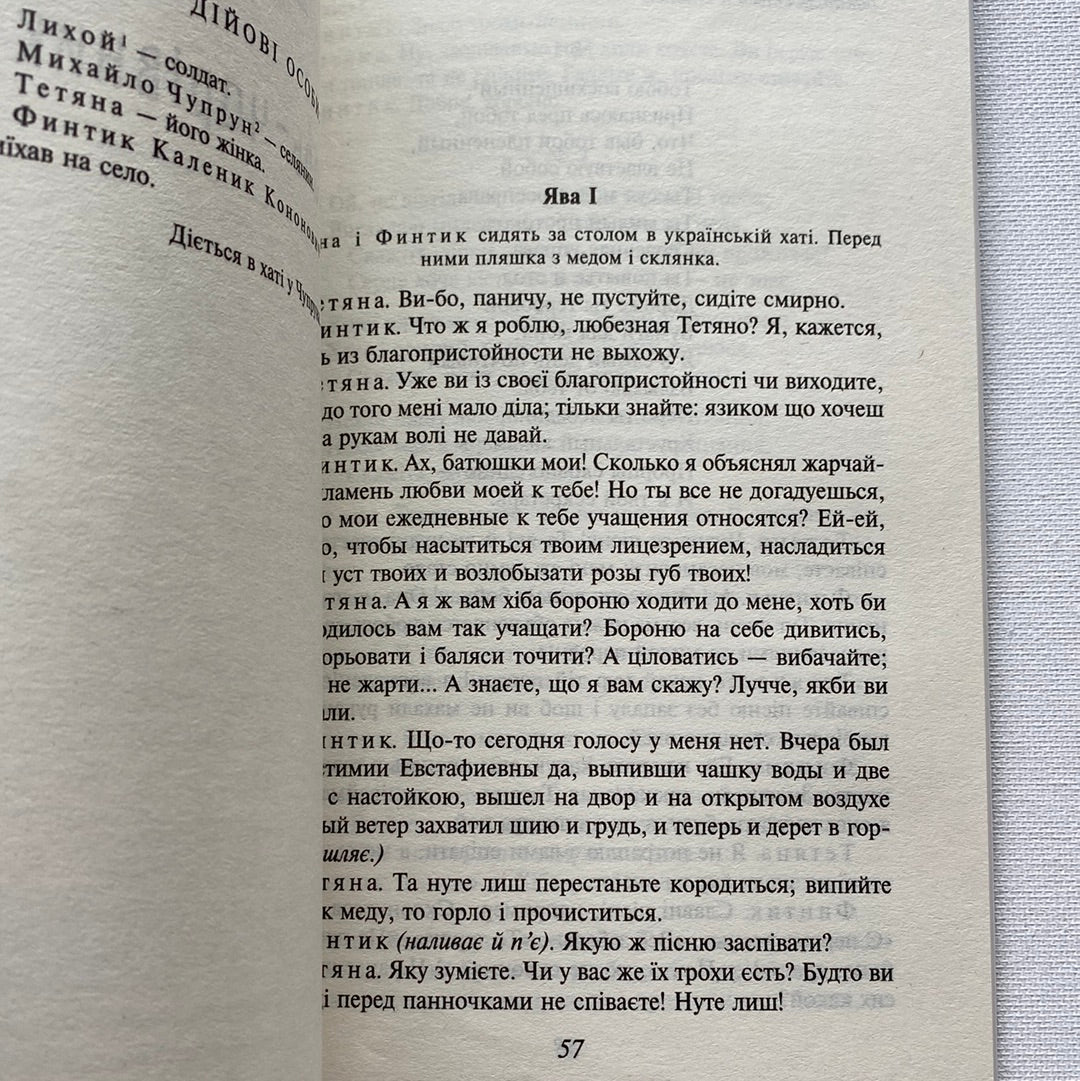 ДІЙОВІ ОСОБИ
Лихой¹ — солдат.
Михайло Чупрун² — селянин.
Тетяна — його жінка.
Финтик Каленик Кононович
їхав на село.
Діється в хаті у Чупруна
Ява I
на і Финтик сидять за столом в українській хаті. Перед
ними пляшка з медом і склянка.
етяна. Ви-бо, паничу, не пустуйте, сидіте смирно.
интик. Что ж я роблю, любезная Тетяно? Я, кажется,
ь из благопристойности не выхожу.
етяна. Уже ви із своєї благопристойності чи виходите,
до того мені мало діла; тільки знайте: язиком що хочеш
а рукам волі не давай.
интик. Ах, батюшки мои! Сколько я объяснял жарчай-
ламень любви моей к тебе! Но ты все не догадуешься,
о мои ежедневные к тебе учащения относятся? Ей-ей,
о, чтобы насытиться твоим лицезрением, насладиться
уст твоих и возлобызать розы губ твоих!
тяна. А я ж вам хіба бороню ходити до мене, хоть би
одилось вам так учащати? Бороню на себе дивитись,
орьовати і баляси точити? А ціловатись — вибачайте;
не жарти... А знаєте, що я вам скажу? Лучче, якби ви
али.
интик. Що-то сегодня голосу у меня нет. Вчера был
тимии Евстафиевны да, выпивши чашку воды и две
с настойкою, вышел на двор и на открытом воздухе
ый ветер захватил шию и грудь, и теперь и дерет в гор-
шляє.)
тяна. Та нуте лиш перестаньте кородиться; випийте
к меду, то горло і прочиститься.
нтик (наливає й п’є). Якую ж пісню заспівати?
тяна. Яку зумієте. Чи у вас же їх трохи єсть? Будто ви
і перед панночками не співаєте! Нуте лиш!
57